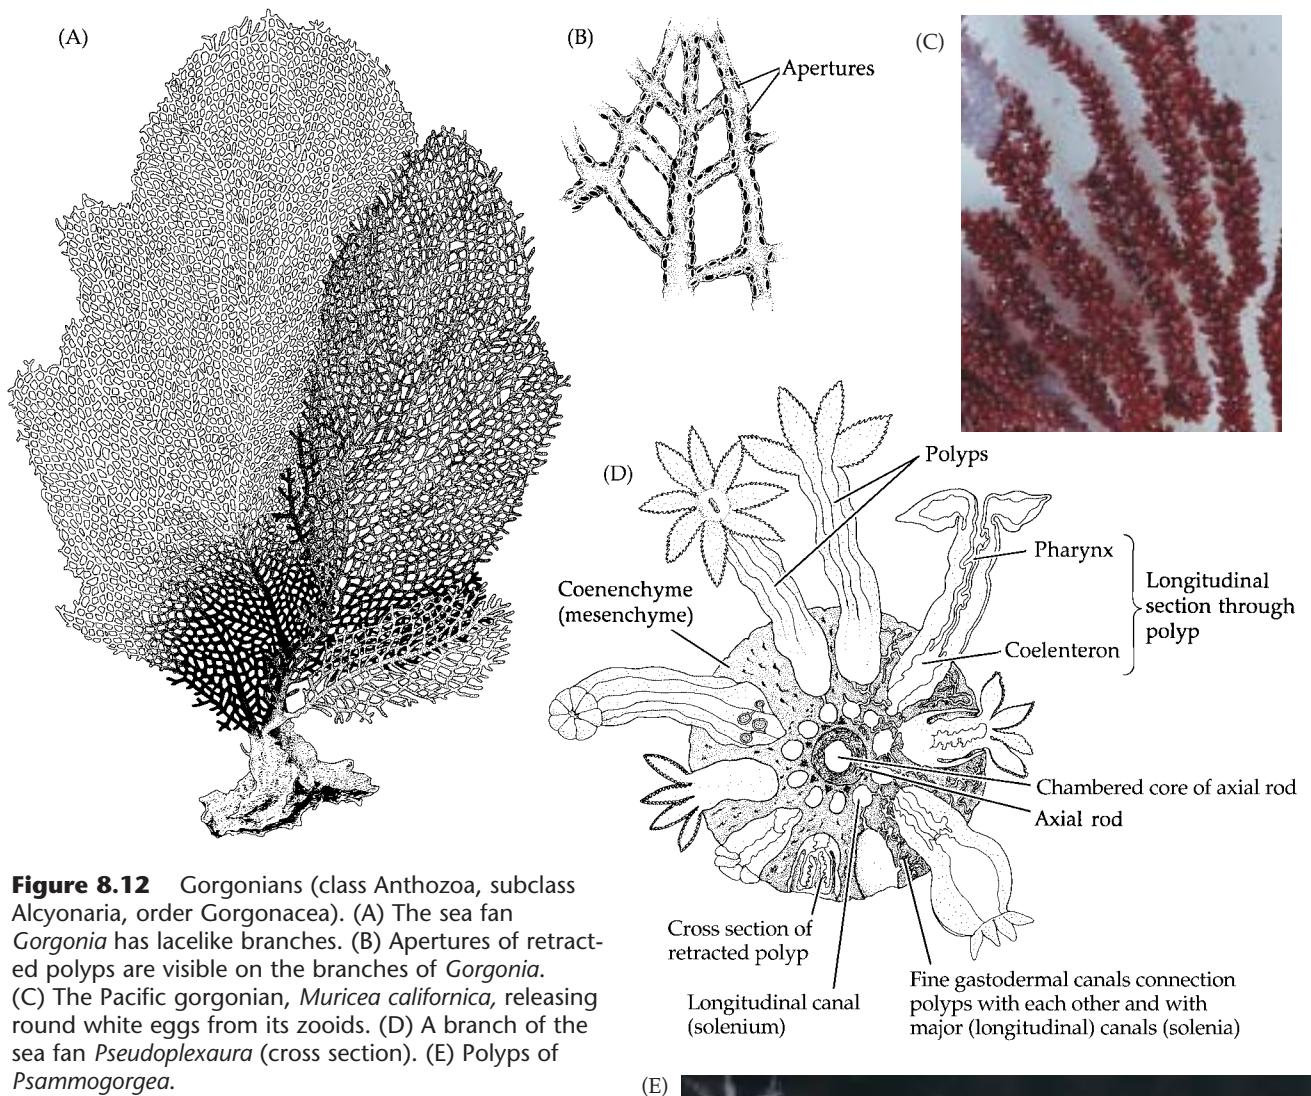 (A)
(B)
Apertures
(C)
(D)
Polyps
Pharynx
Longitudinal
section through
polyp
Coelenteron
Coenenchyme
(mesenchyme)
Chambered core of axial rod
Axial rod
Cross section of
retracted polyp
Longitudinal canal
(solenium)
Fine gastodermal canals connection
polyps with each other and with
major (longitudinal) canals (solenia)
Figure 8.12 Gorgonians (class Anthozoa, subclass
Alcyonaria, order Gorgonacea). (A) The sea fan
Gorgonia has lacelike branches. (B) Apertures of retract-
ed polyps are visible on the branches of Gorgonia.
(C) The Pacific gorgonian, Muricea californica, releasing
round white eggs from its zooids. (D) A branch of the
sea fan Pseudoplexaura (cross section). (E) Polyps of
Psammogorgea.
(E)